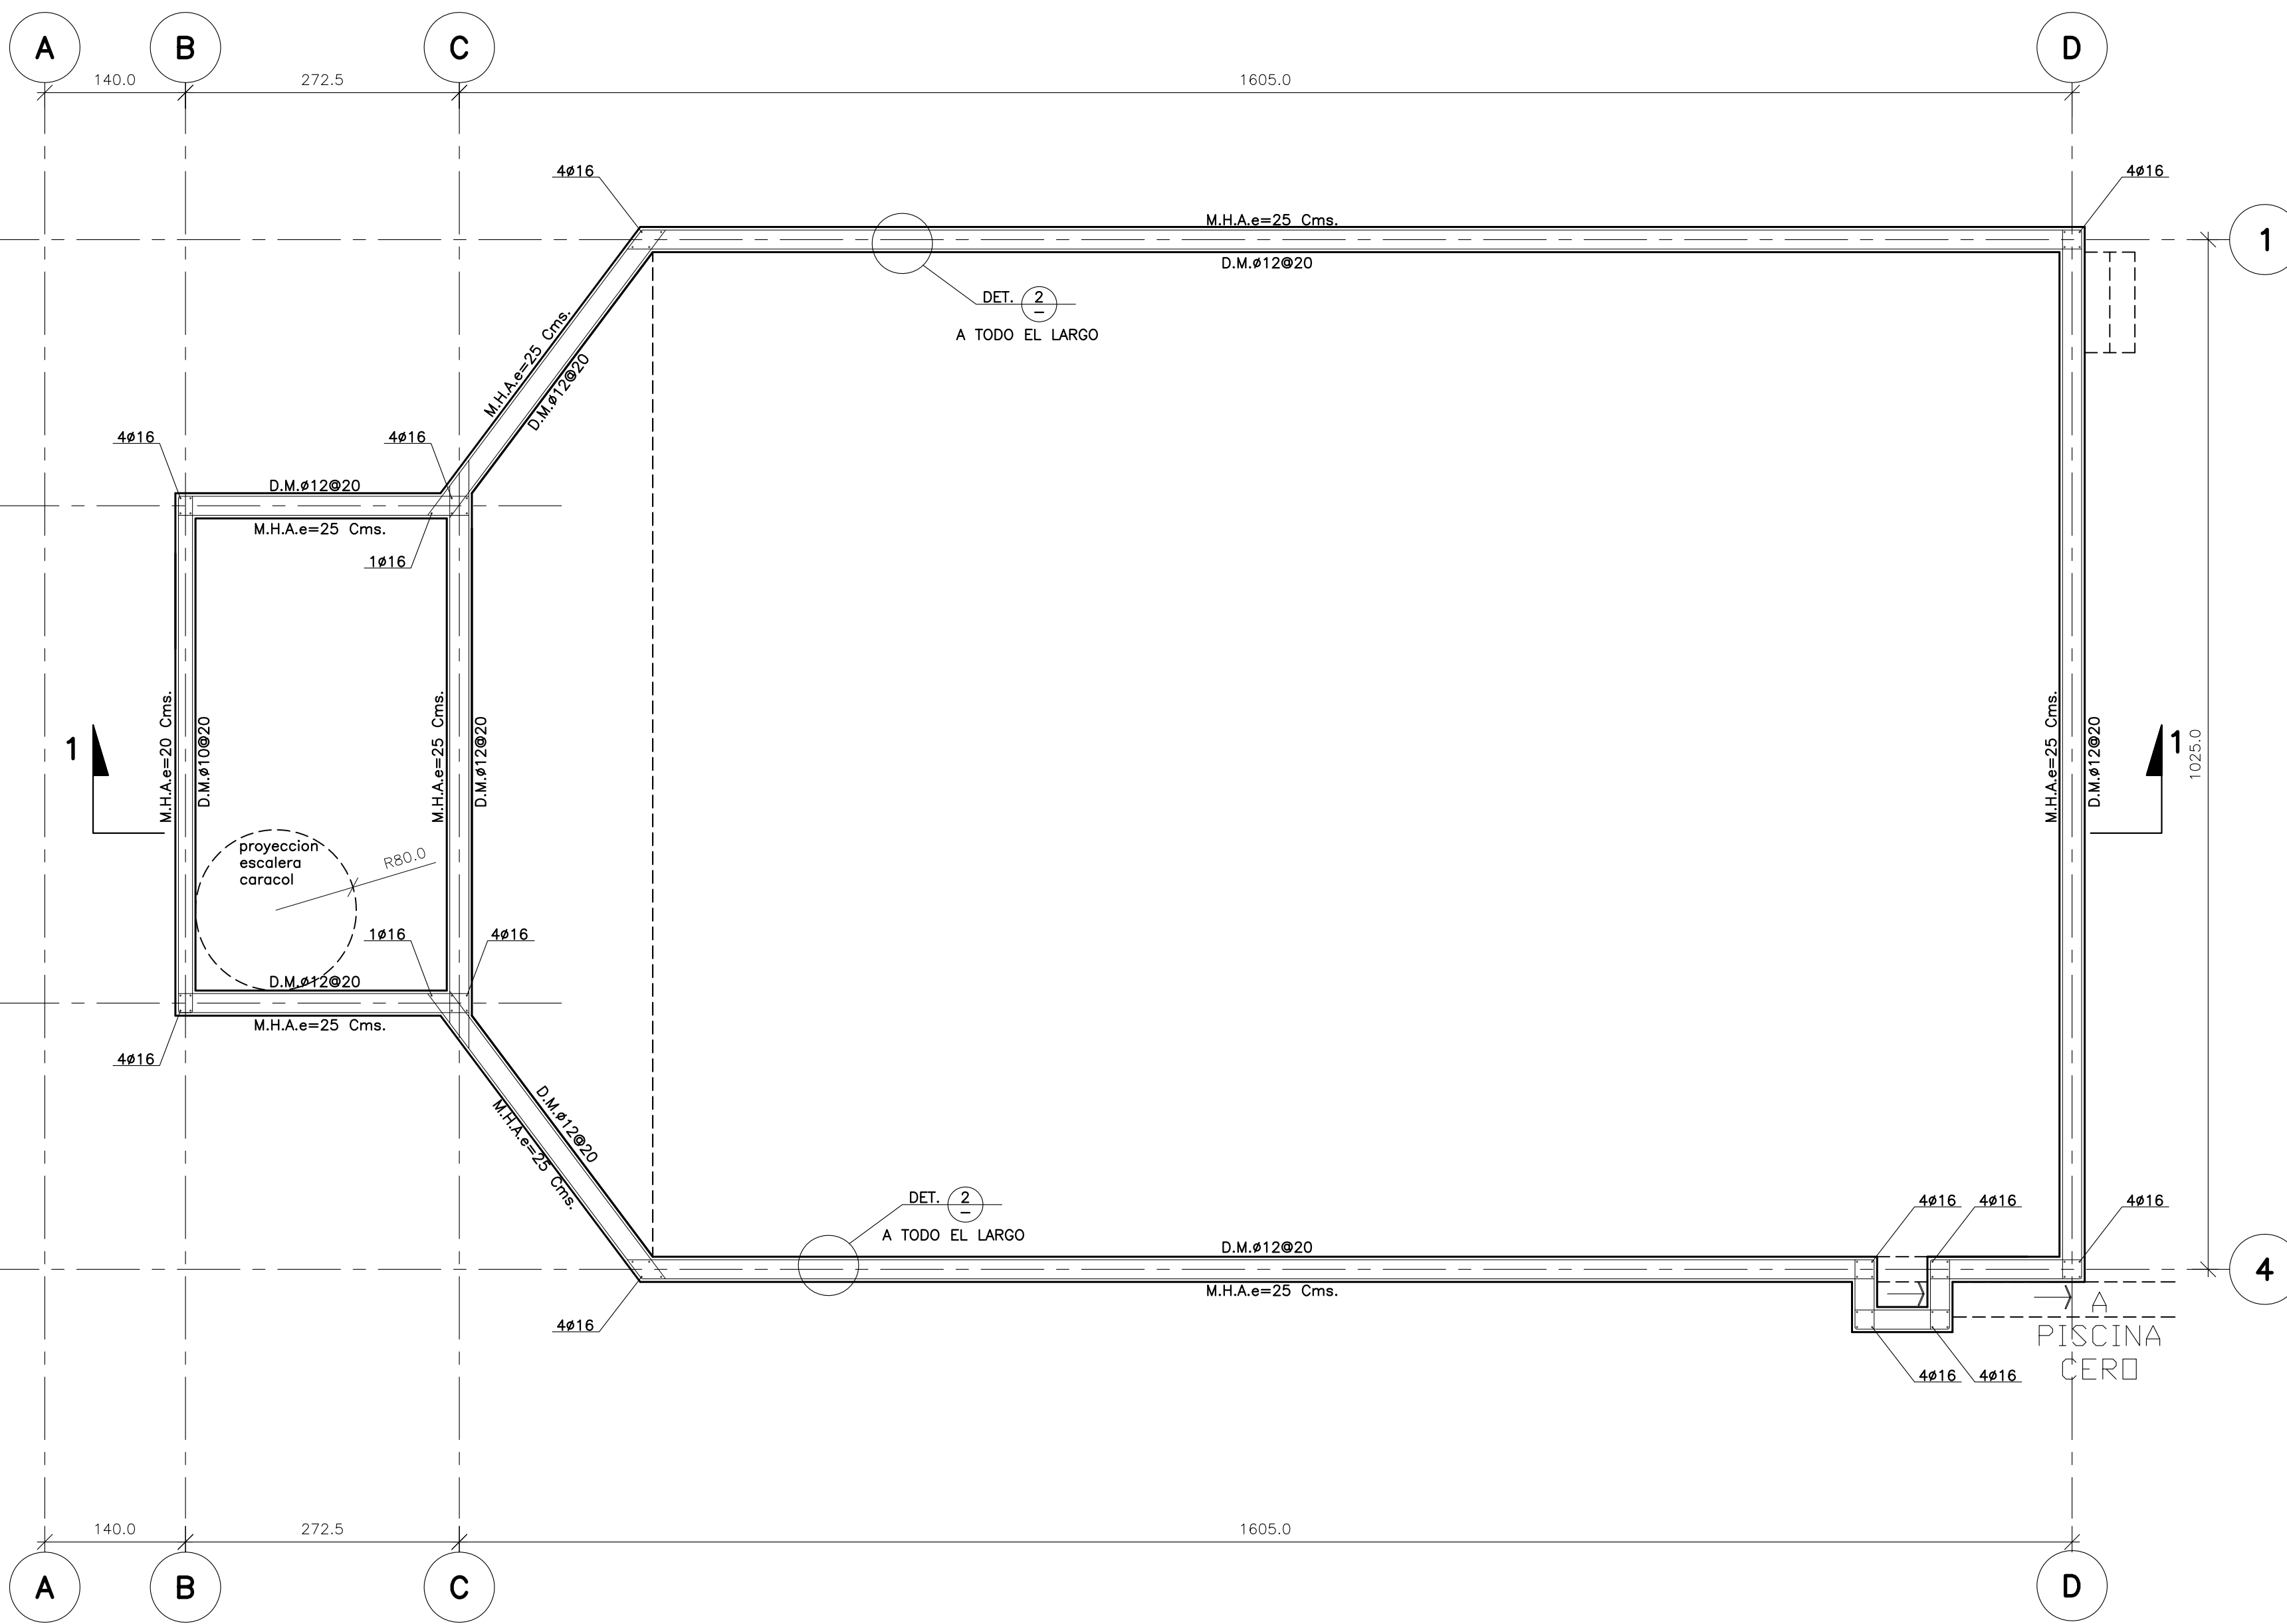 A B C D
140.0 272.5 1605.0
4ø16 4ø16
M.H.A.e=25 Cms.
1
D.M.ø12@20
DET. 2
–
A TODO EL LARGO
M.H.A.e=25 Cms.
D.M.ø12@20
4ø16 4ø16
D.M.ø12@20
M.H.A.e=25 Cms.
1ø16
M.H.A.e=20 Cms.
D.M.ø10@20
M.H.A.e=25 Cms.
D.M.ø12@20
M.H.A.e=25 Cms.
D.M.ø12@20
1 1
1025.0
proyeccion
escalera
caracol
R80.0
1ø16 4ø16
D.M.ø12@20
M.H.A.e=25 Cms.
4ø16
D.M.ø12@20
M.H.A.e=25 Cms.
DET. 2
–
A TODO EL LARGO
4ø16 4ø16 4ø16
D.M.ø12@20
4
M.H.A.e=25 Cms.
A
PISCINA
CERO
4ø16
4ø16 4ø16
140.0 272.5 1605.0
A B C D